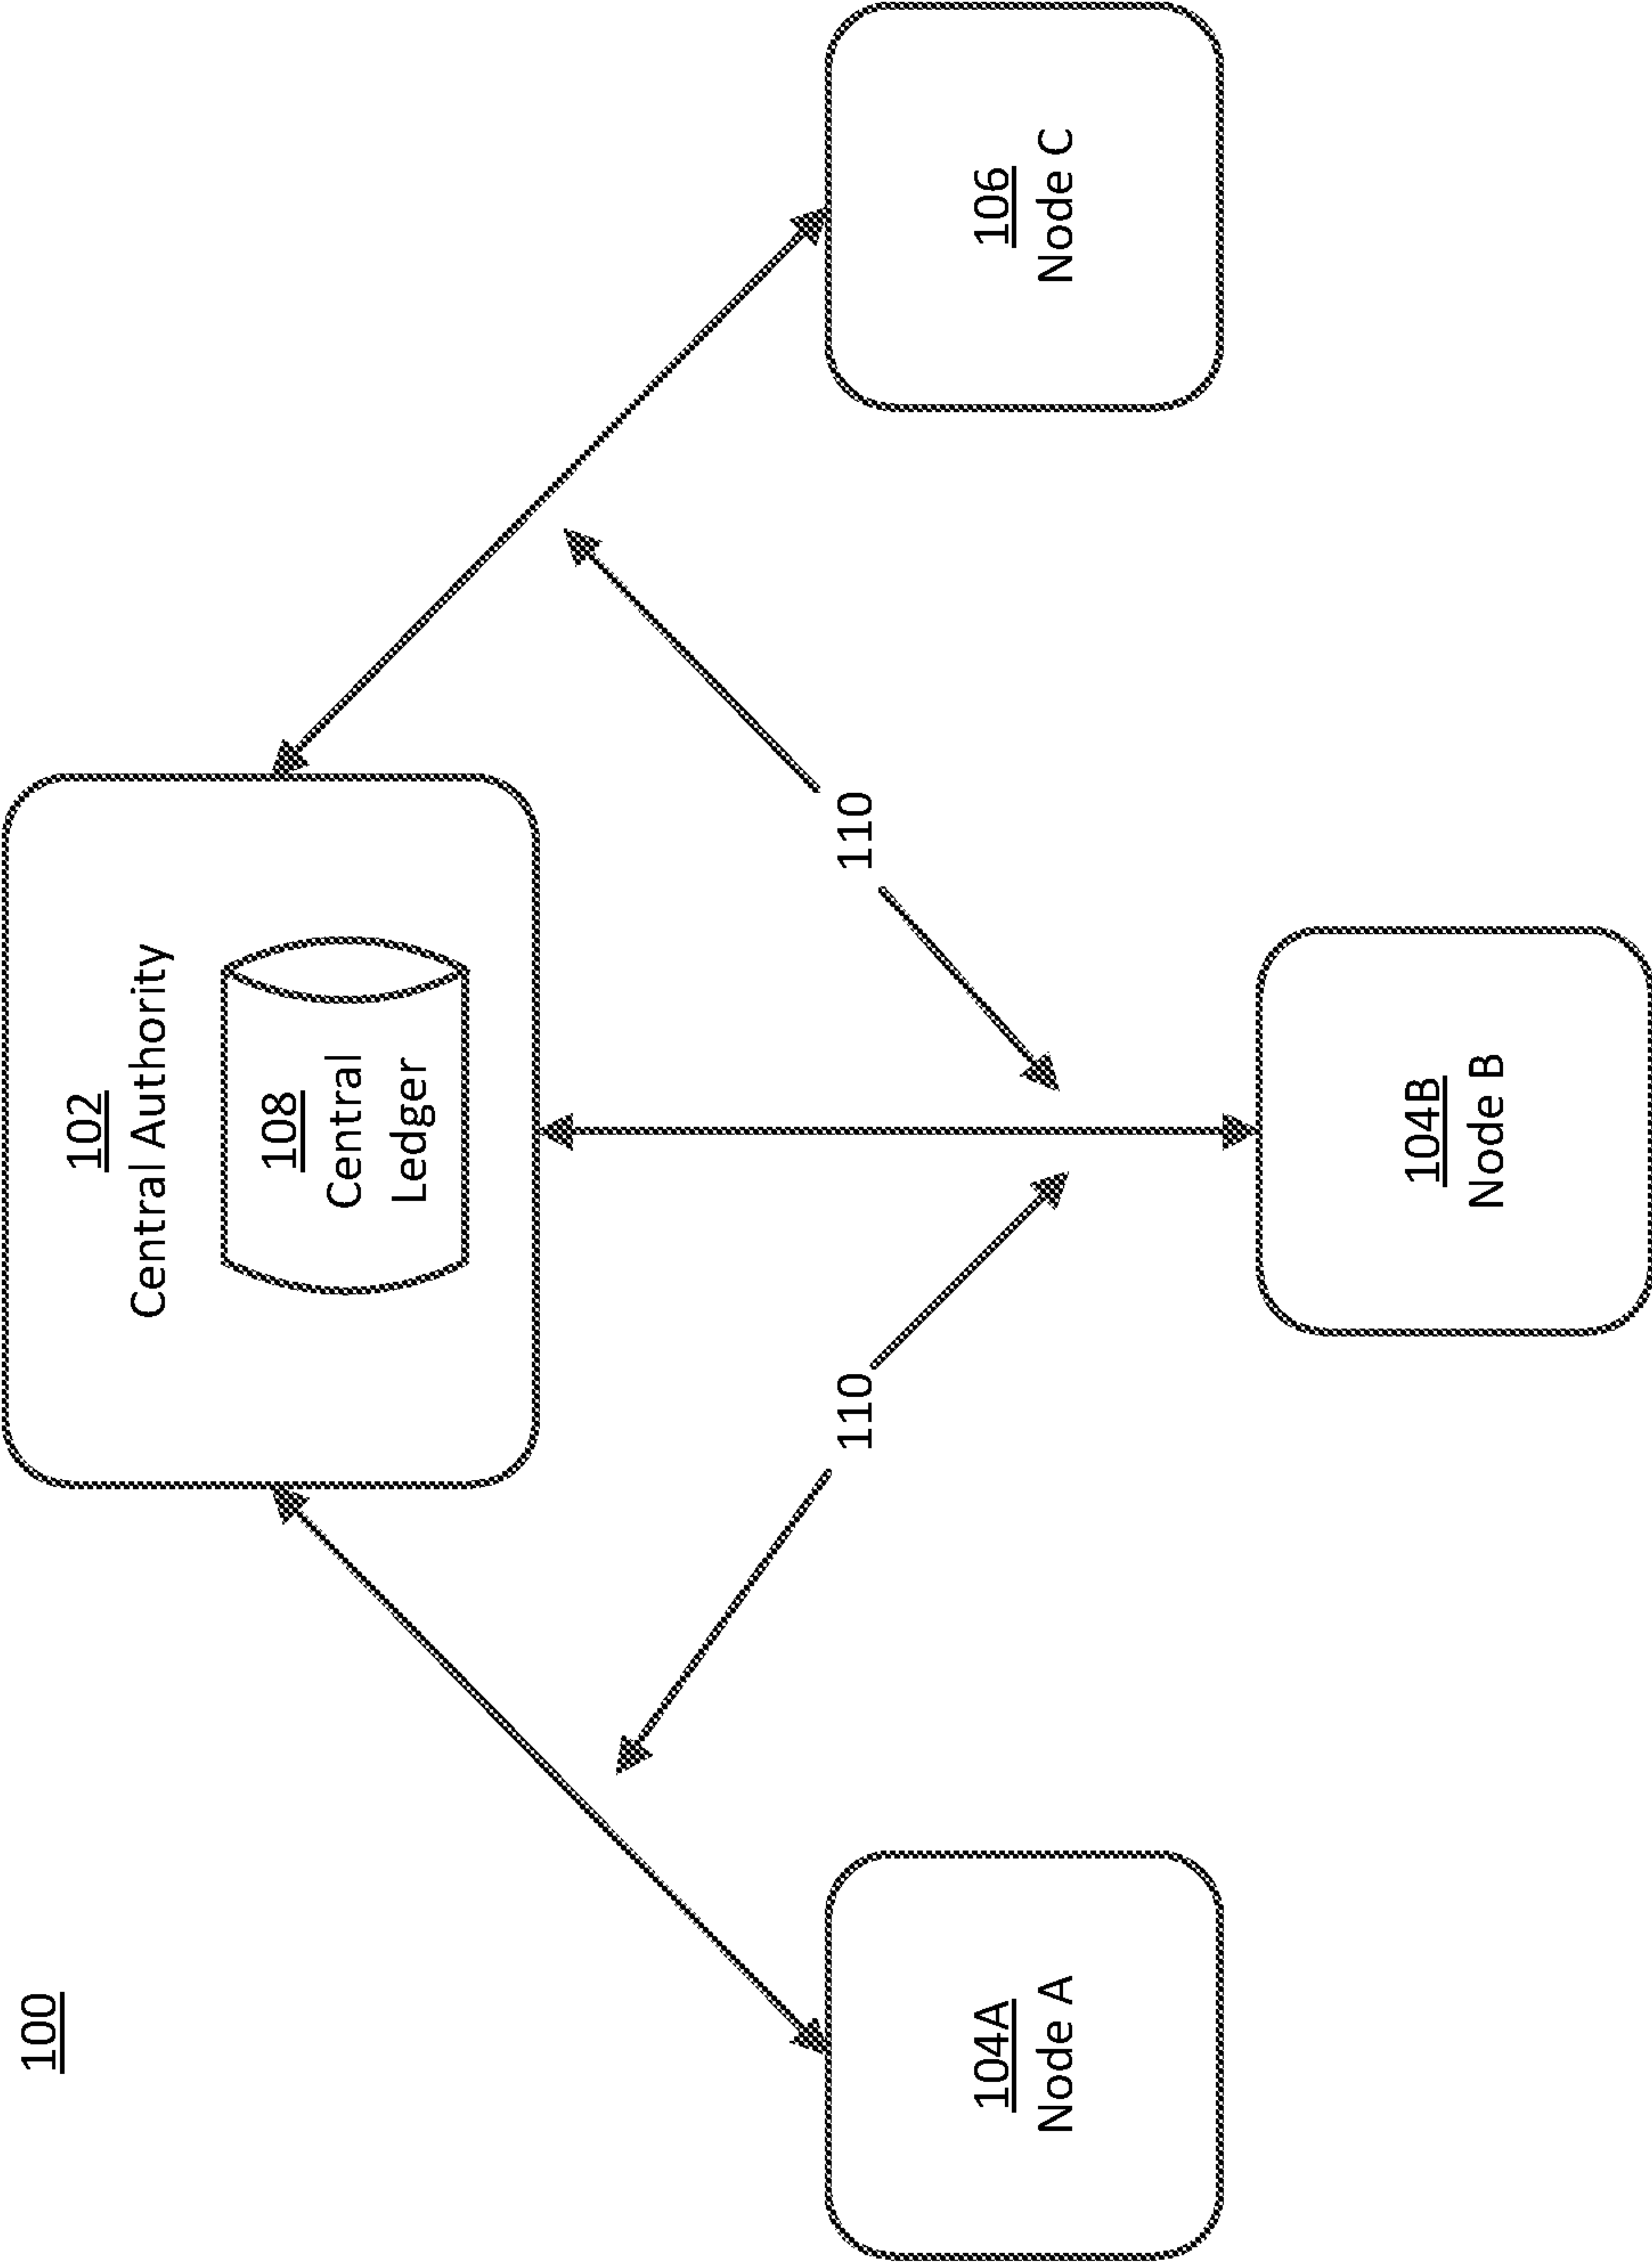 100
102
Central Authority
108
Central
Ledger
110
110
104A
Node A
104B
Node B
106
Node C